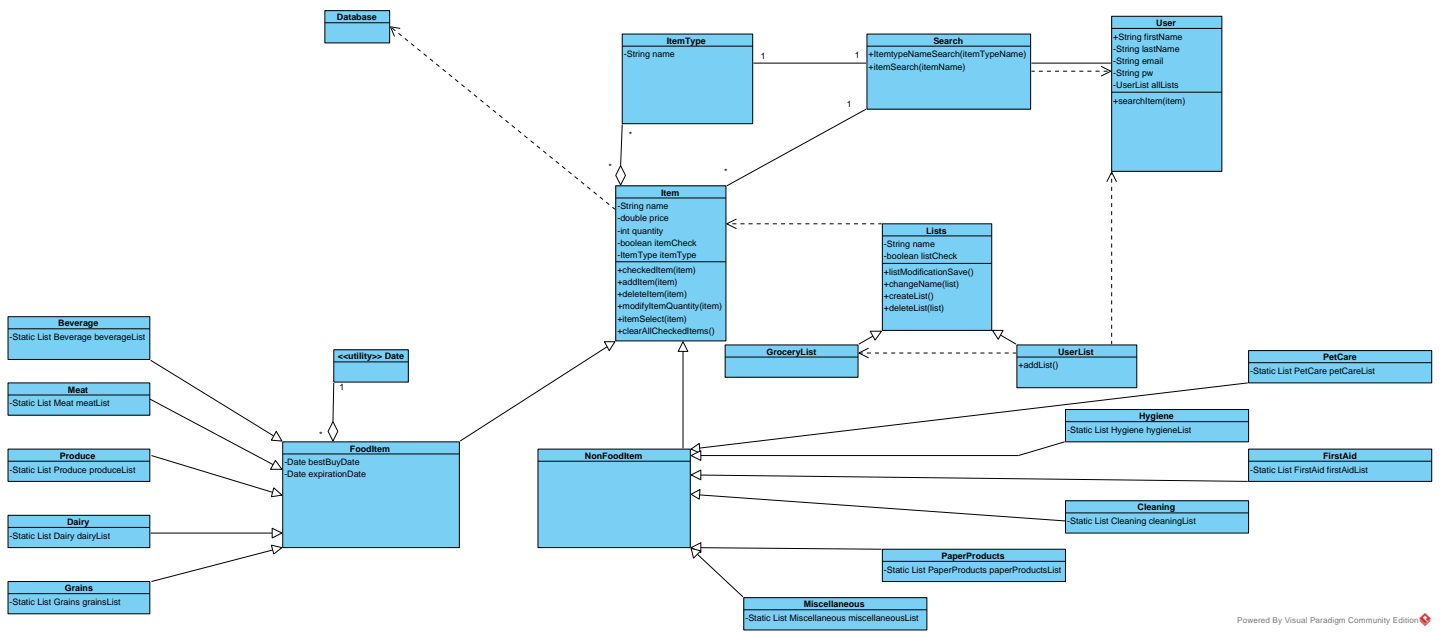 Database
ItemType
-String name
1
1
Search
+ItemtypeNameSearch(itemTypeName)
+itemSearch(itemName)
User
+String firstName
-String lastName
-String email
-String pw
-UserList allLists
+searchItem(item)
1
*
*
*
Item
-String name
-double price
-int quantity
-boolean itemCheck
-ItemType itemType
+checkedItem(item)
+addItem(item)
+deleteItem(item)
+modifyItemQuantity(item)
+itemSelect(item)
+clearAllCheckedItems()
Lists
-String name
-boolean listCheck
+listModificationSave()
+changeName(list)
+createList()
+deleteList(list)
GroceryList
UserList
+addList()
Beverage
-Static List Beverage beverageList
Meat
-Static List Meat meatList
Produce
-Static List Produce produceList
Dairy
-Static List Dairy dairyList
Grains
-Static List Grains grainsList
<<utility>> Date
1
*
FoodItem
-Date bestBuyDate
-Date expirationDate
NonFoodItem
PetCare
-Static List PetCare petCareList
Hygiene
-Static List Hygiene hygieneList
FirstAid
-Static List FirstAid firstAidList
Cleaning
-Static List Cleaning cleaningList
PaperProducts
-Static List PaperProducts paperProductsList
Miscellaneous
-Static List Miscellaneous miscellaneousList
Powered By Visual Paradigm Community Edition